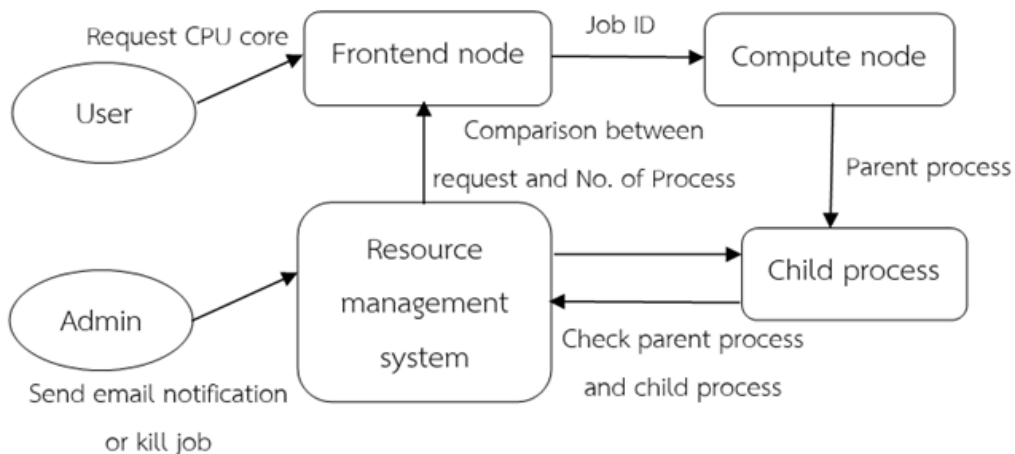 Request CPU core
Frontend node
Job ID
Compute node
User
Comparison between
request and No. of Process
Parent process
Resource
management
system
Child process
Admin
Check parent process
and child process
Send email notification
or kill job